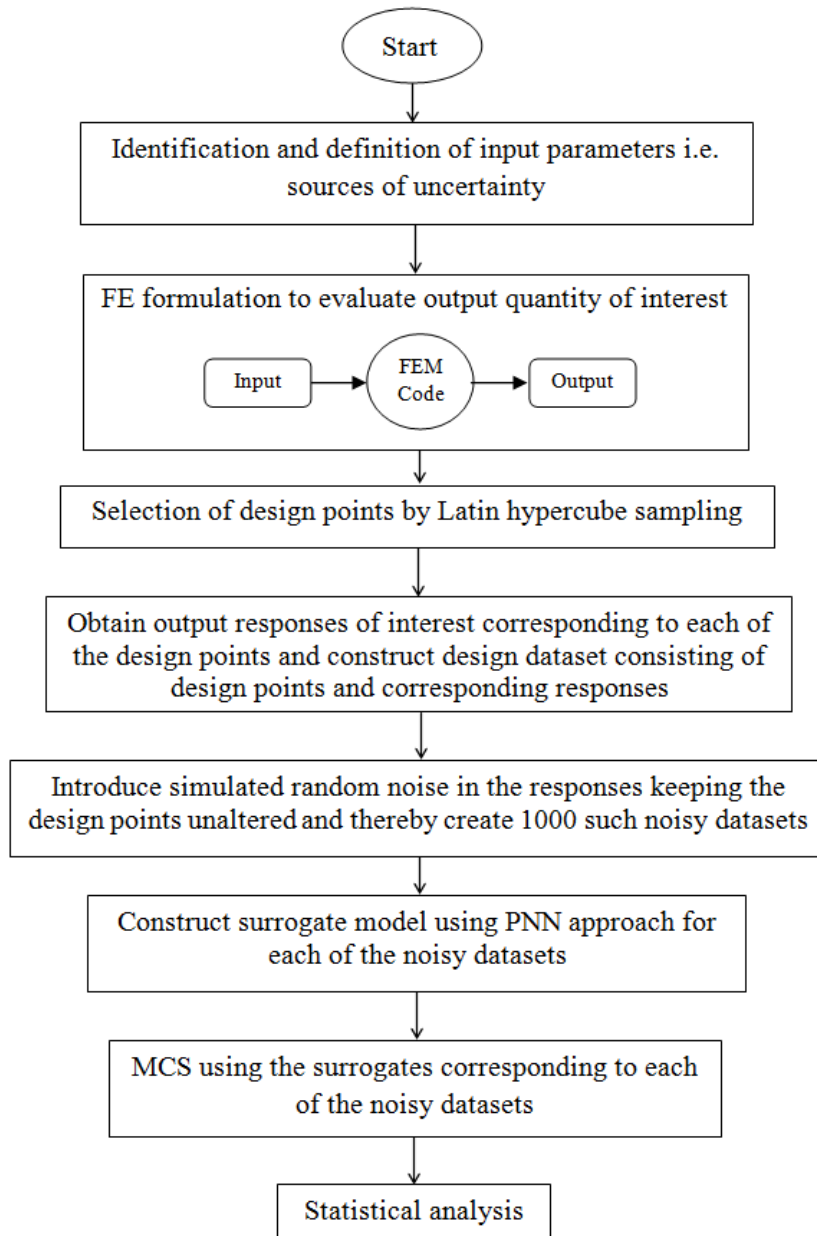 Start
Identification and definition of input parameters i.e.
sources of uncertainty
FE formulation to evaluate output quantity of interest
Input
FEM
Code
Output
Selection of design points by Latin hypercube sampling
Obtain output responses of interest corresponding to each of
the design points and construct design dataset consisting of
design points and corresponding responses
Introduce simulated random noise in the responses keeping the
design points unaltered and thereby create 1000 such noisy datasets
Construct surrogate model using PNN approach for
each of the noisy datasets
MCS using the surrogates corresponding to each
of the noisy datasets
Statistical analysis